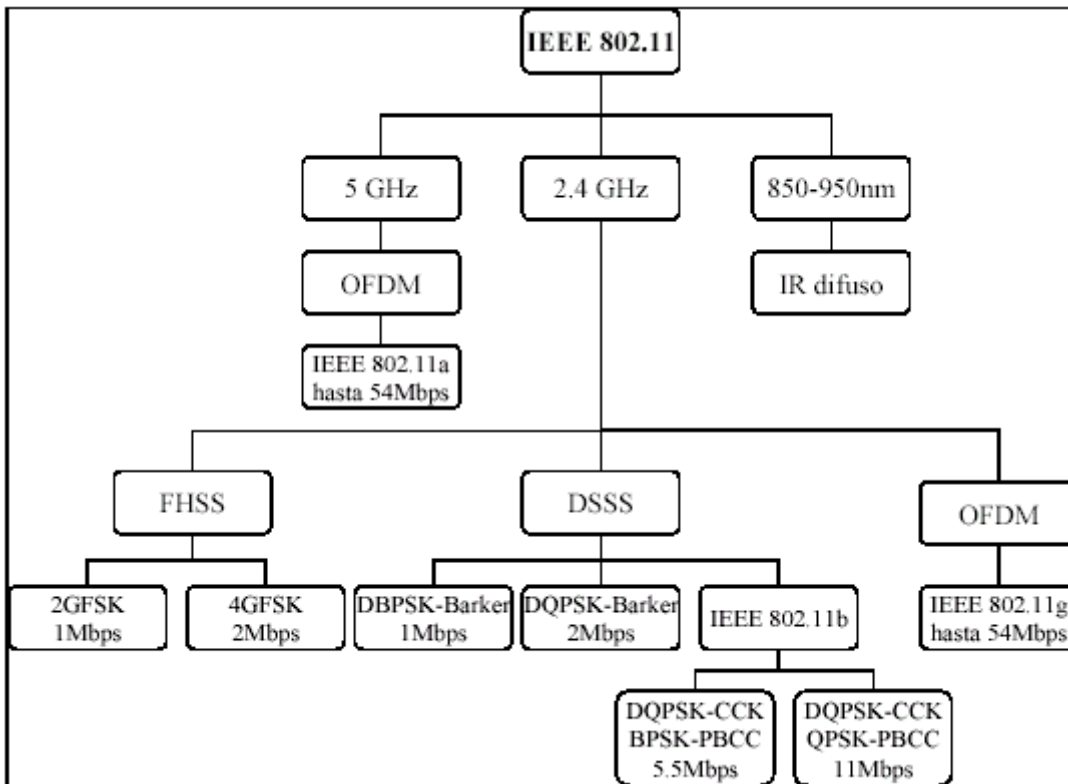 IEEE 802.11
5 GHz
2.4 GHz
850-950nm
OFDM
IR difuso
IEEE 802.11a
hasta 54Mbps
FHSS
DSSS
OFDM
2GFSK
1Mbps
4GFSK
2Mbps
DBPSK-Barker
1Mbps
DQPSK-Barker
2Mbps
IEEE 802.11b
IEEE 802.11g
hasta 54Mbps
DQPSK-CCK
BPSK-PBCC
5.5Mbps
DQPSK-CCK
QPSK-PBCC
11Mbps